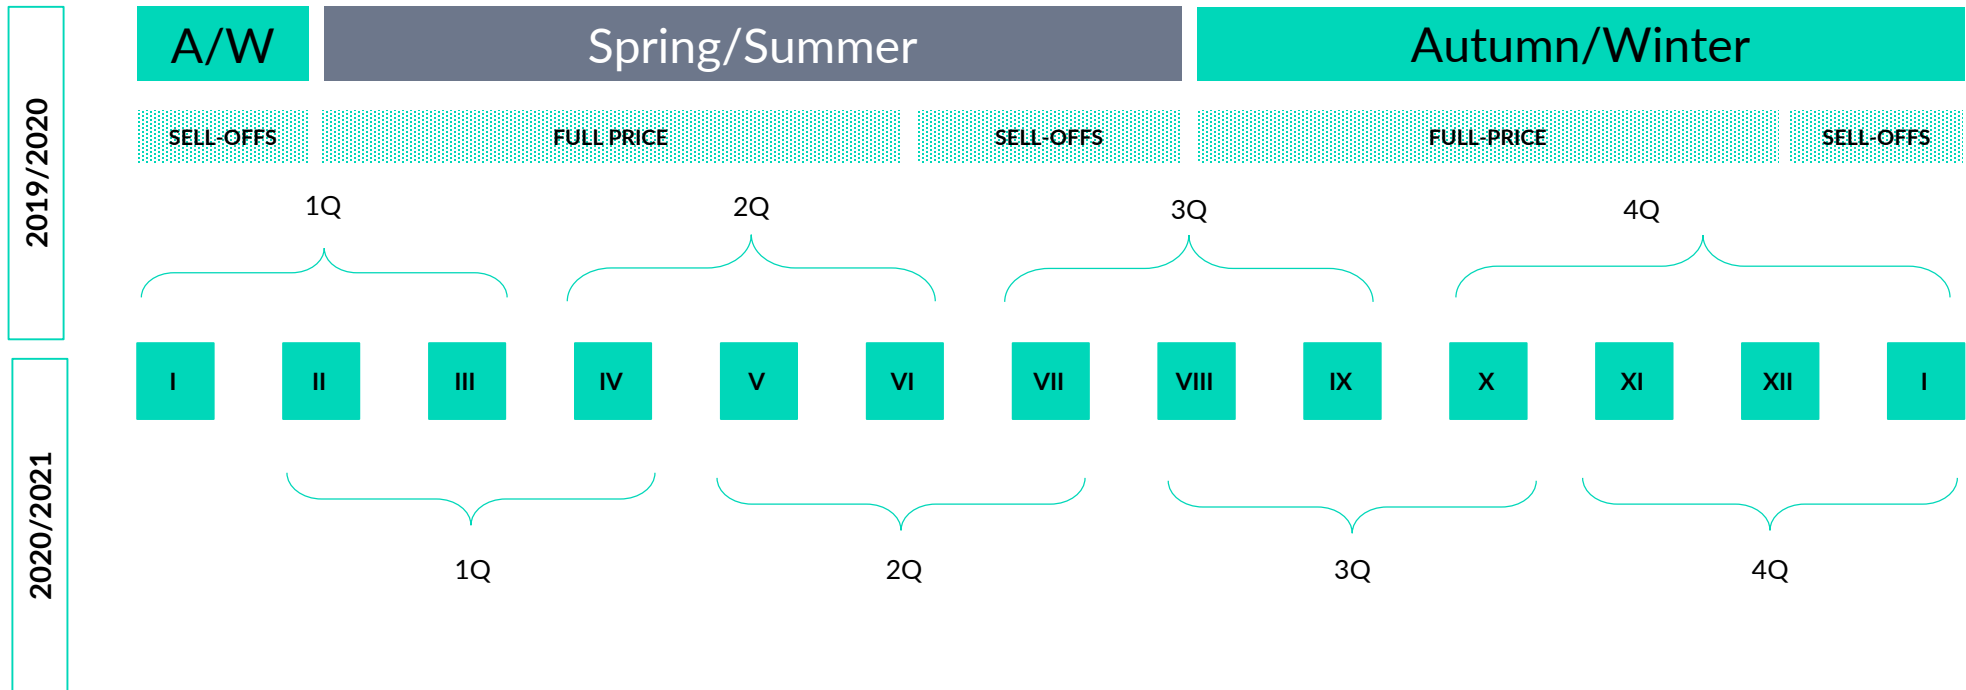 A/W
Spring/Summer
Autumn/Winter
2019/2020
SELL-OFFS
FULL PRICE
SELL-OFFS
FULL-PRICE
SELL-OFFS
1Q
2Q
3Q
4Q
I
II
III
IV
V
VI
VII
VIII
IX
X
XI
XII
I
2020/2021
1Q
2Q
3Q
4Q